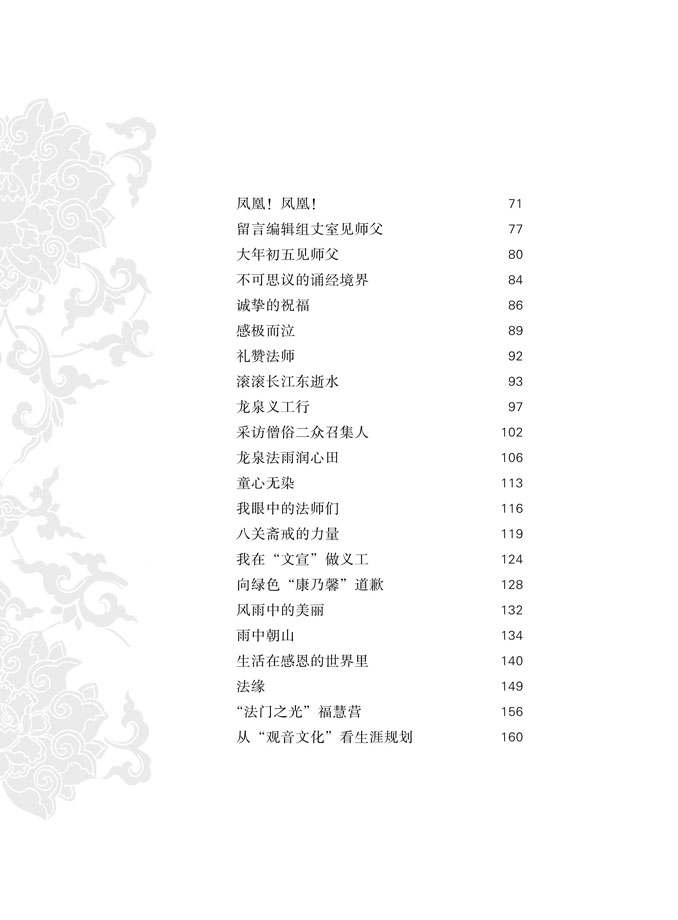 凤凰！凤凰！ 71
留言编辑组丈室见师父 77
大年初五见师父 80
不可思议的诵经境界 84
诚挚的祝福 86
感极而泣 89
礼赞法师 92
滚滚长江东逝水 93
龙泉义工行 97
采访僧俗二众召集人 102
龙泉法雨润心田 106
童心无染 113
我眼中的法师们 116
八关斋戒的力量 119
我在“文宣”做义工 124
向绿色“康乃馨”道歉 128
风雨中的美丽 132
雨中朝山 134
生活在感恩的世界里 140
法缘 149
“法门之光”福慧营 156
从“观音文化”看生涯规划 160